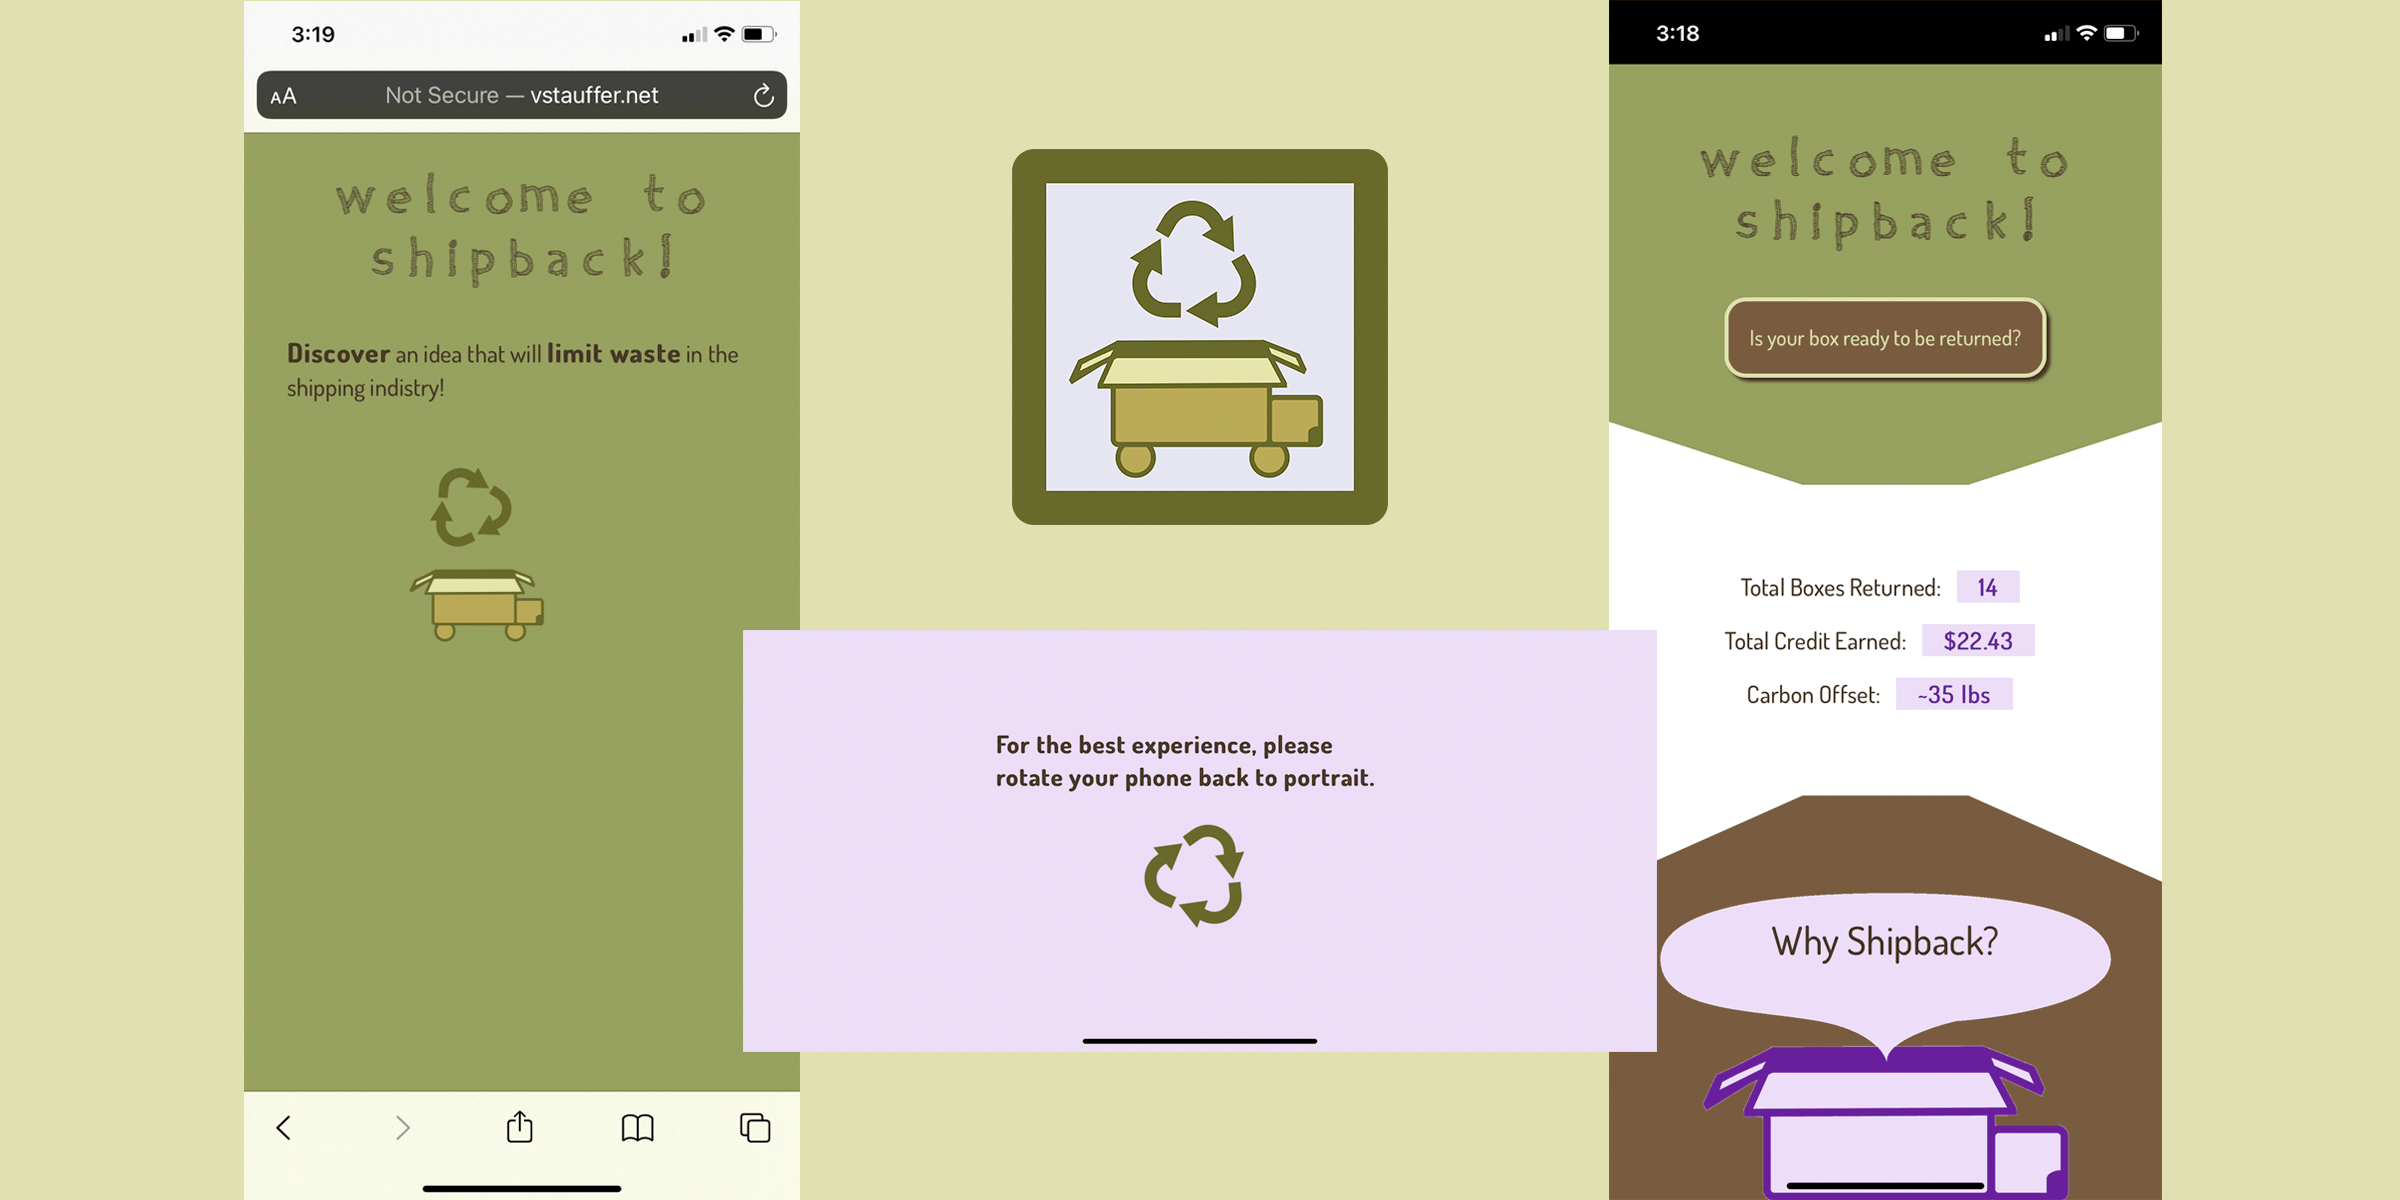 3:19
AA Not Secure — vstauffer.net
welcome to
shipback!
Discover an idea that will limit waste in the
shipping indistry!
For the best experience, please
rotate your phone back to portrait.
3:18
welcome to
shipback!
Is your box ready to be returned?
Total Boxes Returned: 14
Total Credit Earned: $22.43
Carbon Offset: ~35 lbs
Why Shipback?